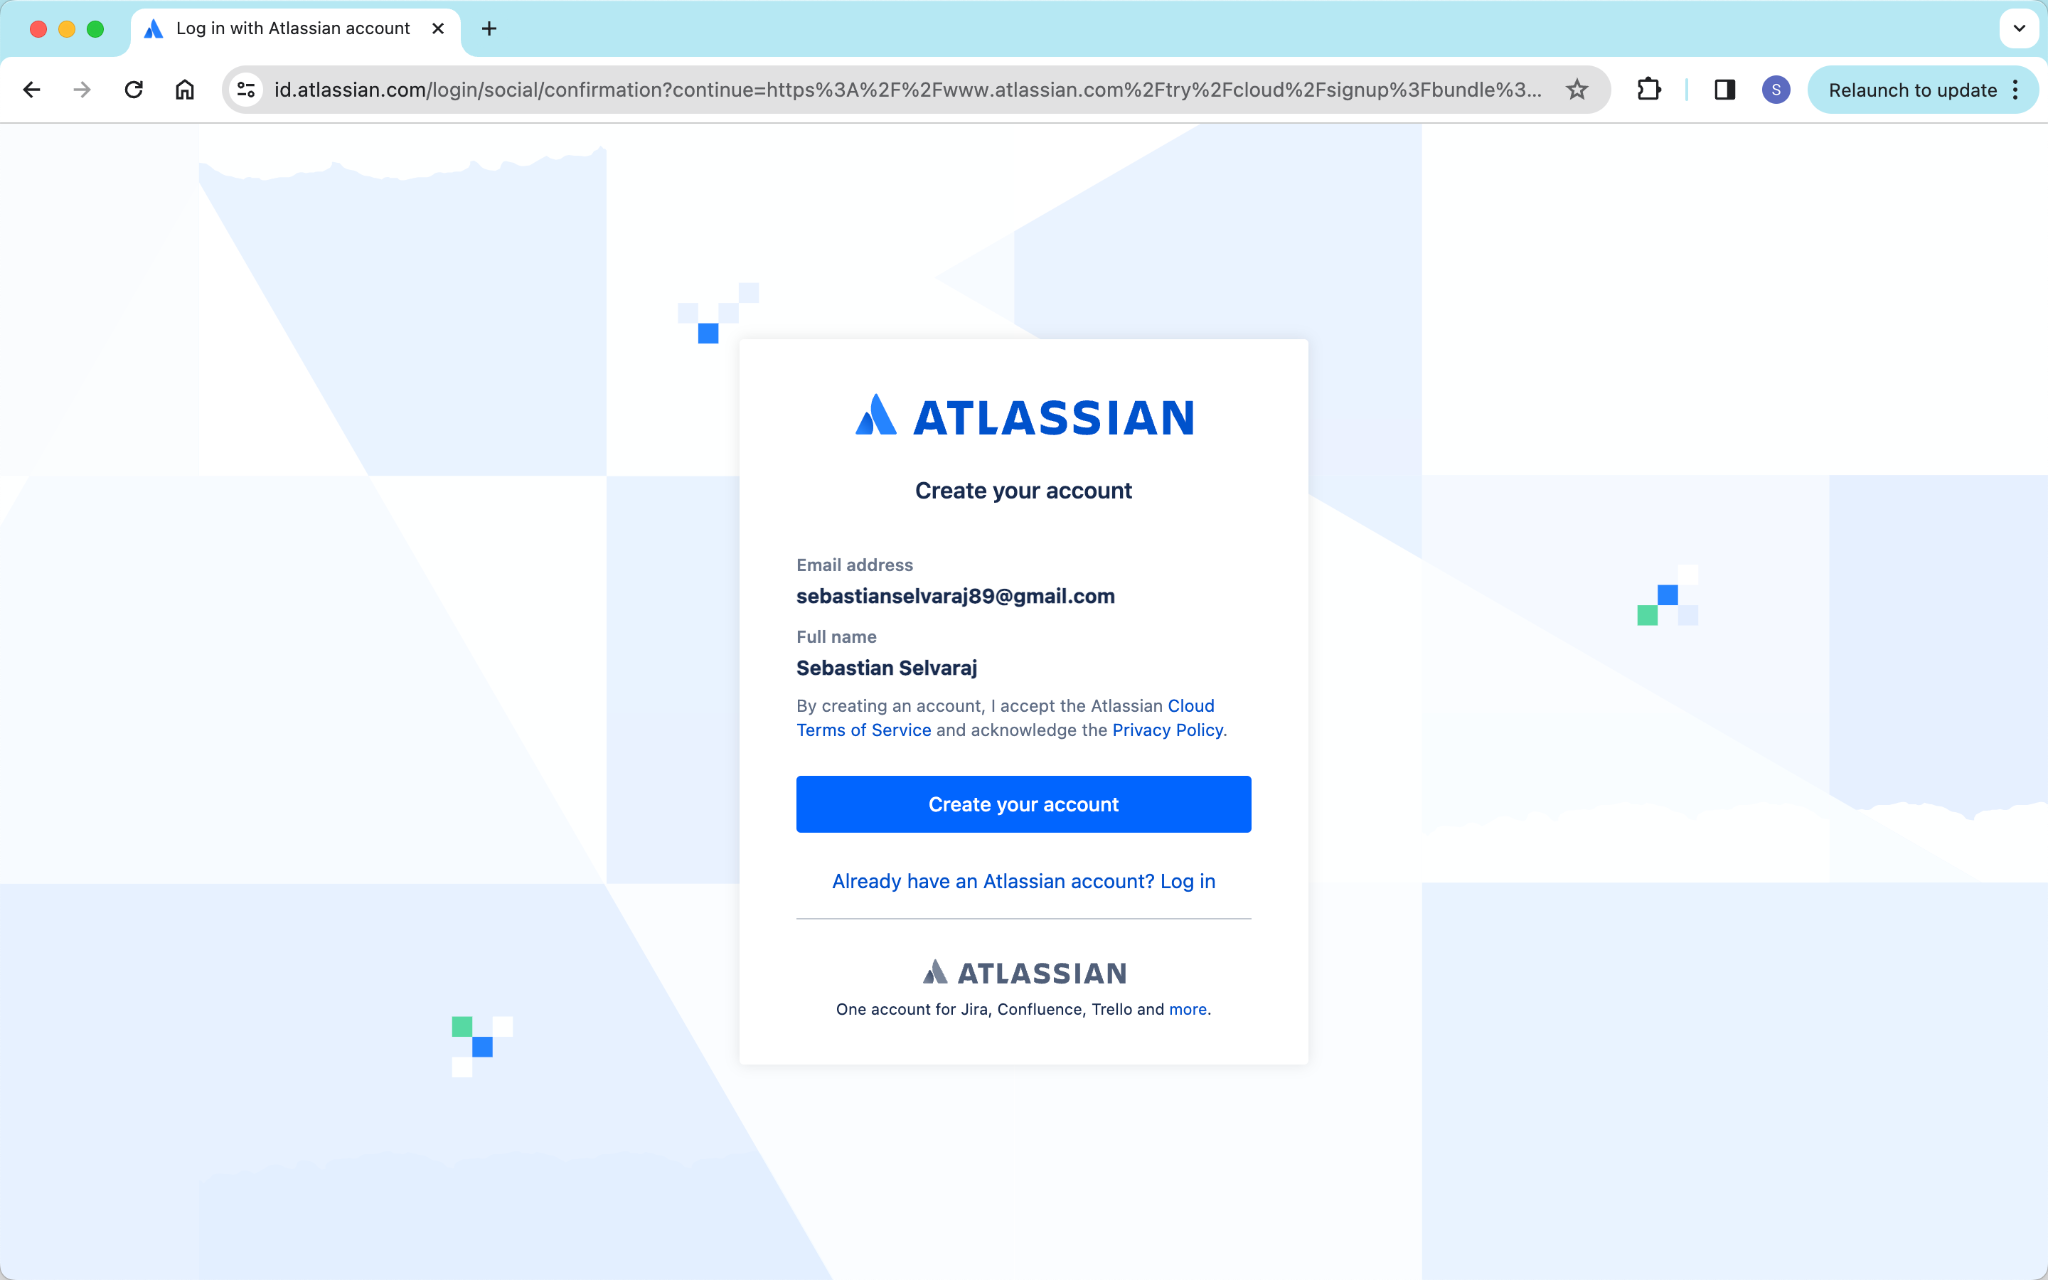 Log in with Atlassian account
id.atlassian.com/login/social/confirmation?continue=https%3A%2F%2Fwww.atlassian.com%2Ftry%2Fcloud%2Fsignup%3Fbundle%3...
S
Relaunch to update
ATLASSIAN
Create your account
Email address
sebastianselvaraj89@gmail.com
Full name
Sebastian Selvaraj
By creating an account, I accept the Atlassian Cloud
Terms of Service and acknowledge the Privacy Policy.
Create your account
Already have an Atlassian account? Log in
ATLASSIAN
One account for Jira, Confluence, Trello and more.